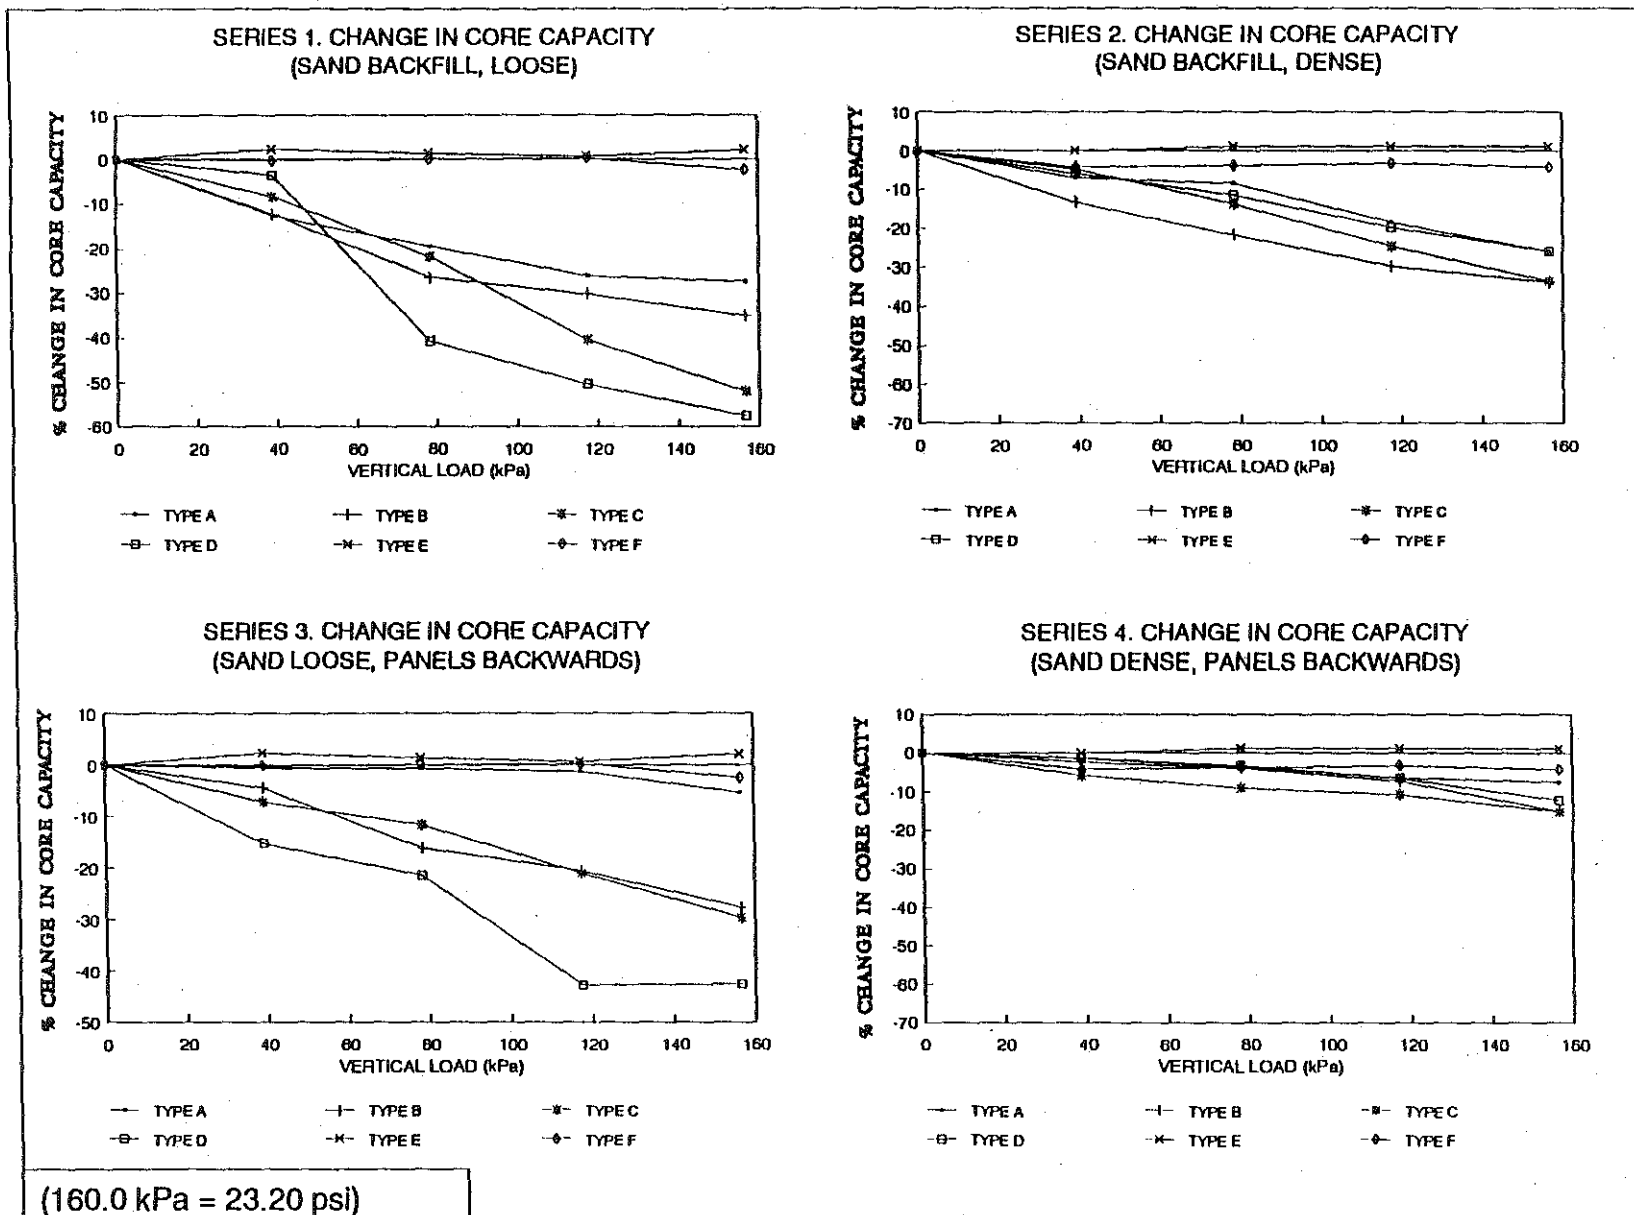 SERIES 1. CHANGE IN CORE CAPACITY
(SAND BACKFILL, LOOSE)
% CHANGE IN CORE CAPACITY
10
0
-10
-20
-30
-40
-50
-60
0 20 40 60 80 100 120 140 160
VERTICAL LOAD (kPa)
TYPE A TYPE B TYPE C
TYPE D TYPE E TYPE F
SERIES 2. CHANGE IN CORE CAPACITY
(SAND BACKFILL, DENSE)
% CHANGE IN CORE CAPACITY
10
0
-10
-20
-30
-40
-50
-60
-70
0 20 40 60 80 100 120 140 160
VERTICAL LOAD (kPa)
TYPE A TYPE B TYPE C
TYPE D TYPE E TYPE F
SERIES 3. CHANGE IN CORE CAPACITY
(SAND LOOSE, PANELS BACKWARDS)
% CHANGE IN CORE CAPACITY
10
0
-10
-20
-30
-40
-50
0 20 40 60 80 100 120 140 160
VERTICAL LOAD (kPa)
TYPE A TYPE B TYPE C
TYPE D TYPE E TYPE F
SERIES 4. CHANGE IN CORE CAPACITY
(SAND DENSE, PANELS BACKWARDS)
% CHANGE IN CORE CAPACITY
10
0
-10
-20
-30
-40
-50
-60
-70
0 20 40 60 80 100 120 140 160
VERTICAL LOAD (kPa)
TYPE A TYPE B TYPE C
TYPE D TYPE E TYPE F
(160.0 kPa = 23.20 psi)